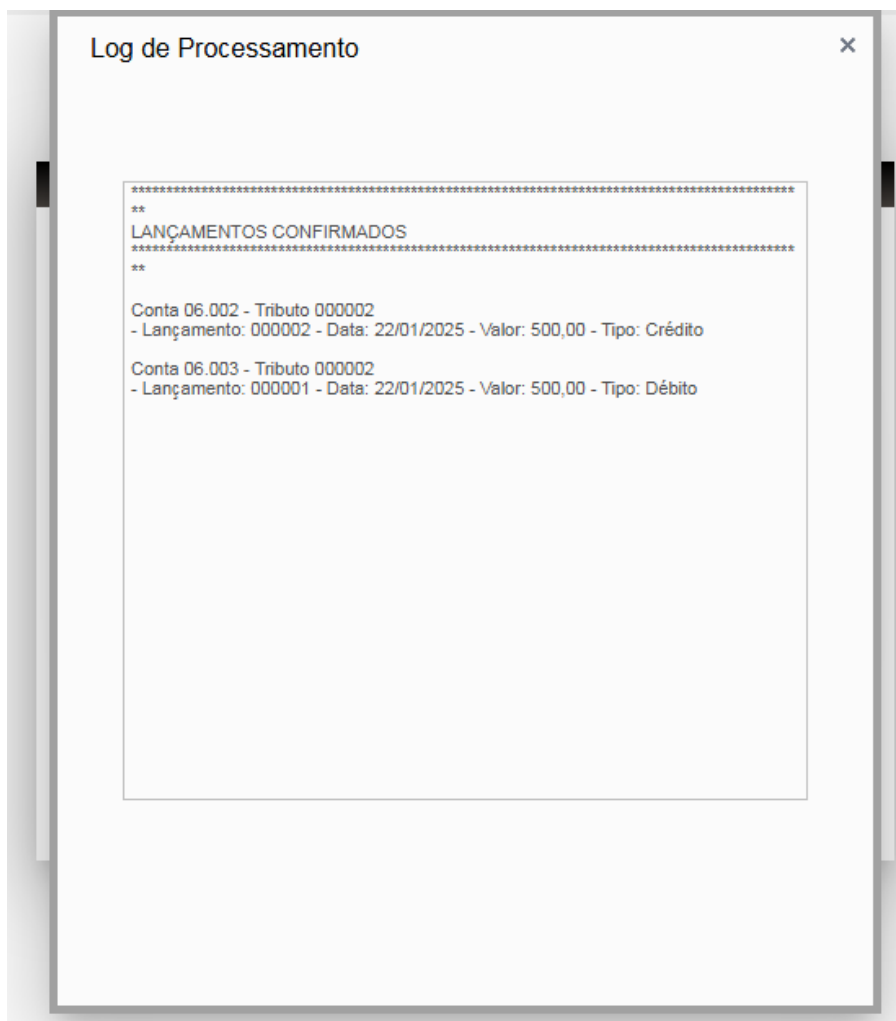 Log de Processamento
×
***********************************************************************************************
**
LANÇAMENTOS CONFIRMADOS
***********************************************************************************************
**
Conta 06.002 - Tributo 000002
- Lançamento: 000002 - Data: 22/01/2025 - Valor: 500,00 - Tipo: Crédito
Conta 06.003 - Tributo 000002
- Lançamento: 000001 - Data: 22/01/2025 - Valor: 500,00 - Tipo: Débito